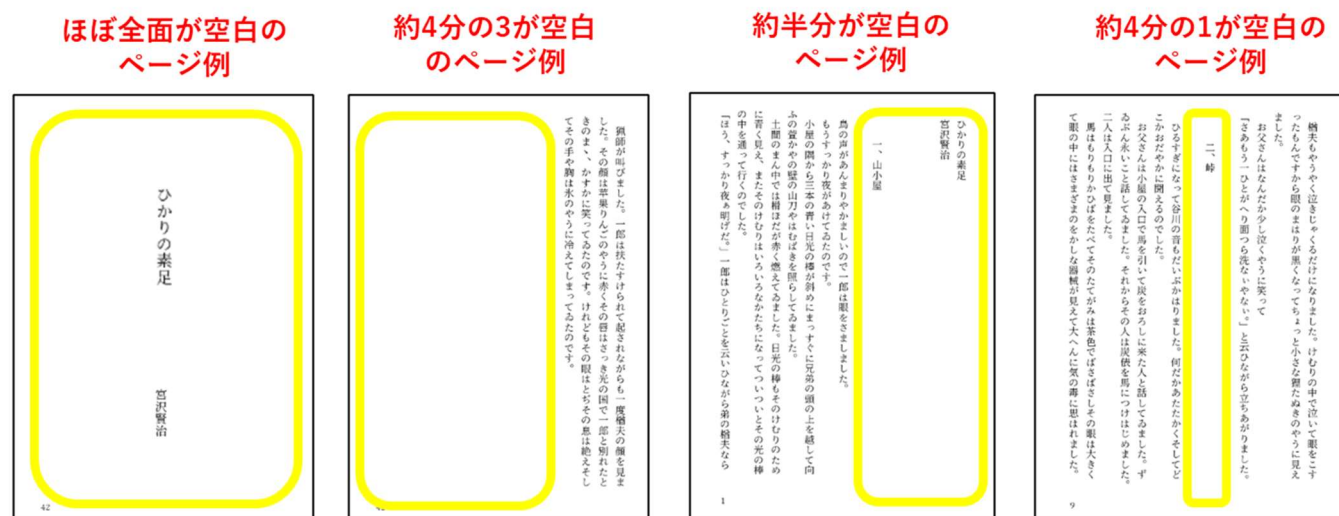 ほぼ全面が空白の
ページ例
ひかりの素足
宮沢賢治
42
約4分の3が空白
のページ例
猟師が叫びました。一郎は扶たすけられて起されながらも一度楢夫の顔を見ま
した。その顔は苹果りんごのやうに赤くその唇はさっき光の国で一郎と別れたと
きのまゝ、かすかに笑ってゐたのです。けれどもその眼はとぢその息は絶えそし
てその手や胸は氷のやうに冷えてしまってゐたのです。
約半分が空白の
ページ例
ひかりの素足
宮沢賢治
一、山小屋
鳥の声があんまりやかましいので一郎は眼をさましました。
もうすっかり夜があけてゐたのです。
小屋の隅から三本の青い日光の棒が斜めにまっすぐに兄弟の頭の上を越して向
ふの萱かやの壁の山刀やはむばきを照らしてゐました。
土間のまん中では榾ほだが赤く燃えてゐました。日光の棒もそのけむりのため
に青く見え、またそのけむりはいろいろなかたちになってついついとその光の棒
の中を通って行くのでした。
「ほう、すっかり夜ぁ明げだ。」一郎はひとりごとを云いひながら弟の楢夫なら
1
約4分の1が空白の
ページ例
楢夫もやうやく泣きじゃくるだけになりました。けむりの中で泣いて眼をこす
ったもんですから眼のまはりが黒くなってちょっと小さな狸たぬきのやうに見え
ました。
お父さんはなんだか少し泣くやうに笑って
「さあもう一ひとがへり面つら洗なぃやなぃ。」と云ひながら立ちあがりました。
二、峠
ひるすぎになって谷川の音もだいぶかはりました。何だかあたたかくそしてど
こかおだやかに聞えるのでした。
お父さんは小屋の入口で馬を引いて炭をおろしに来た人と話してゐました。ず
ゐぶん永いこと話してゐました。それからその人は炭俵を馬につけはじめました。
二人は入口に出て見ました。
馬はもりもりかひばをたべてそのたてがみは茶色でばさばさしその眼は大きく
て眼の中にはさまざまのをかしな器械が見えて大へんに気の毒に思はれました。
9